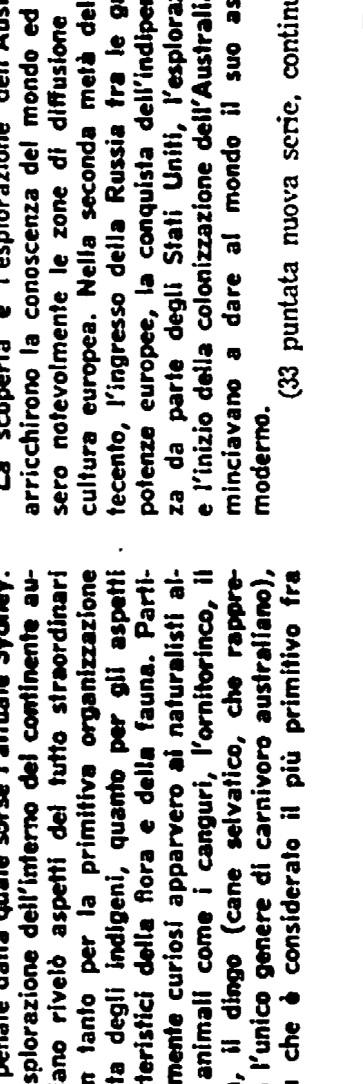 penale dalla quale sorse l'attuale Sydney.
splorazione dell'interno del continente au-
ano rivelò aspetti del tutto straordinari
n tanto per la primitiva organizzazione
ta degli indigeni, quanto per gli aspetti
teristici della flora e della fauna. Parti-
mente curiosi apparvero ai naturalisti al-
animali come i canguri, l'ornitorinco, il
, il dingo (cane selvatico, che rappre-
l'unico genere di carnivoro australiano),
che è considerato il più primitivo fra
La scoperta e l'esplorazione dell'Aus
arricchirono la conoscenza del mondo ed
sero notevolmente le zone di diffusione
cultura europea. Nella seconda metà del
tecento, l'ingresso della Russia tra le g
potenze europee, la conquista dell'indipe
za da parte degli Stati Uniti, l'esplora
e l'inizio della colonizzazione dell'Australi
minciavano a dare al mondo il suo as
moderno.
(33 puntata nuova serie, continu